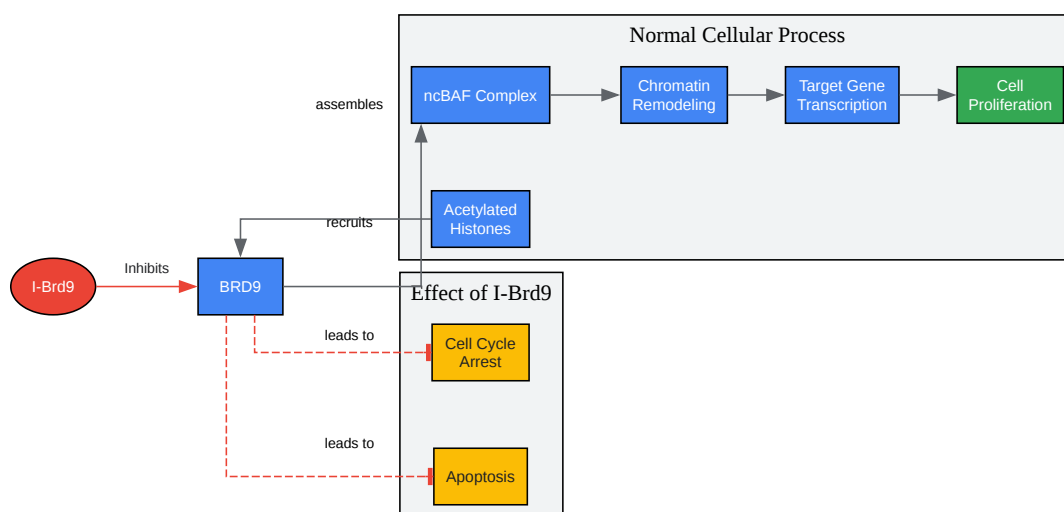 Normal Cellular Process
assembles
ncBAF Complex
Chromatin
Remodeling
Target Gene
Transcription
Cell
Proliferation
recruits
Acetylated
Histones
I-Brd9
Inhibits
BRD9
Effect of I-Brd9
leads to
Cell Cycle
Arrest
leads to
Apoptosis